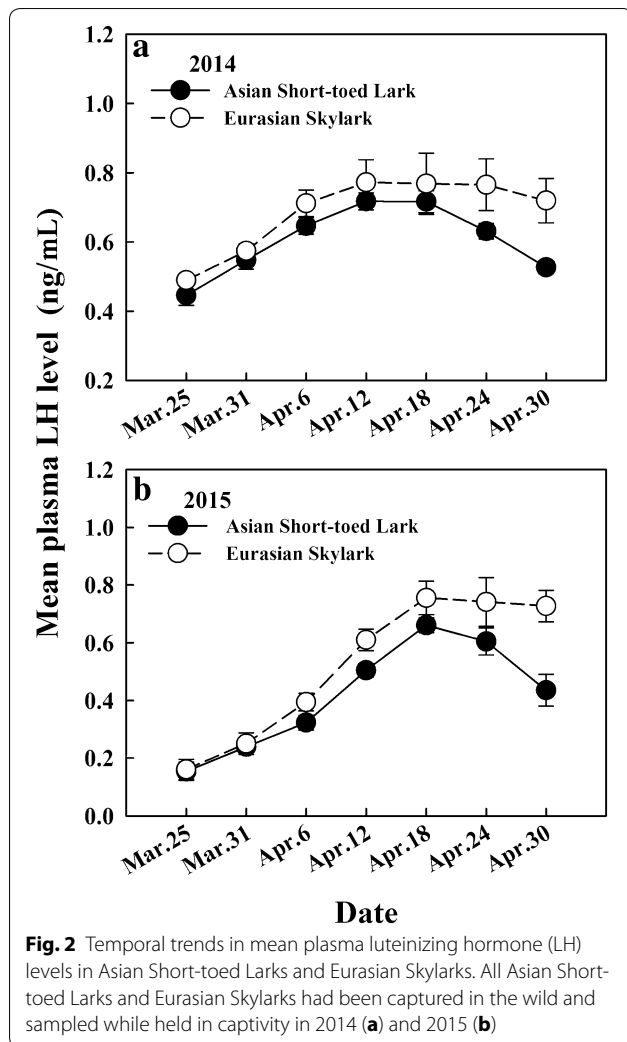 a
2014
Asian Short-toed Lark
Eurasian Skylark
1.2
1.0
0.8
0.6
0.4
0.2
Mar.25
Mar.31
Apr.6
Apr.12
Apr.18
Apr.24
Apr.30
Mean plasma LH level (ng/mL)
b
2015
Asian Short-toed Lark
Eurasian Skylark
1.2
1.0
0.8
0.6
0.4
0.2
0.0
Mar.25
Mar.31
Apr.6
Apr.12
Apr.18
Apr.24
Apr.30
Date
Fig. 2 Temporal trends in mean plasma luteinizing hormone (LH)
levels in Asian Short-toed Larks and Eurasian Skylarks. All Asian Short-
toed Larks and Eurasian Skylarks had been captured in the wild and
sampled while held in captivity in 2014 (a) and 2015 (b)